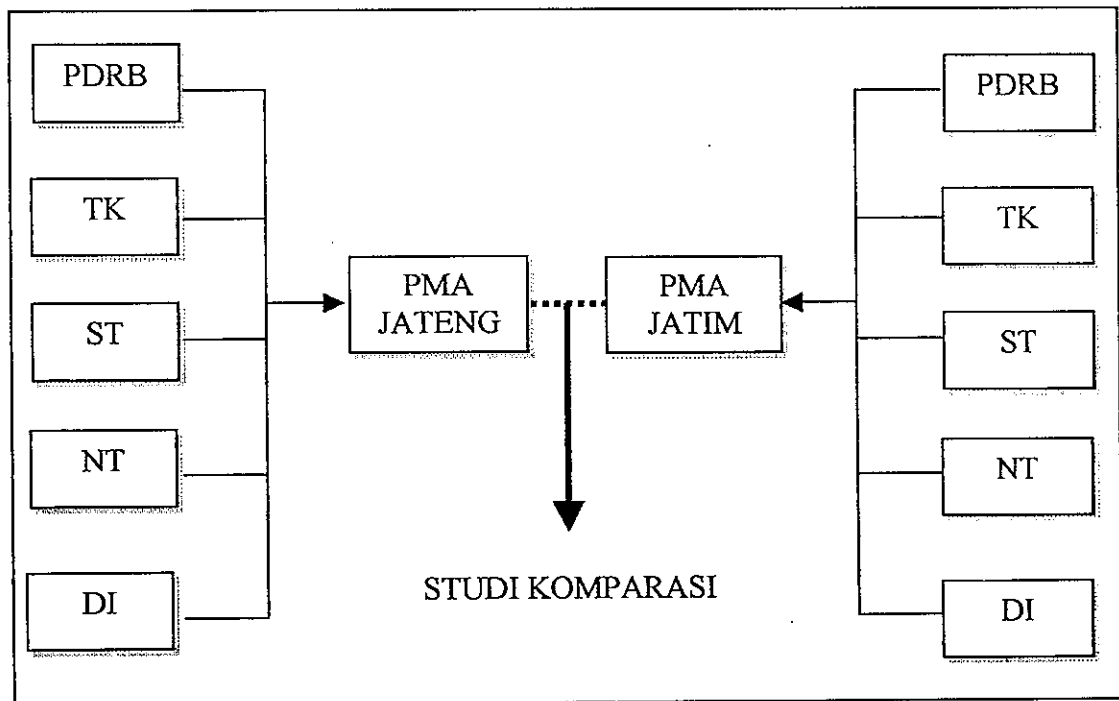 PDRB
TK
ST
NT
DI
PMA
JATENG
PMA
JATIM
STUDI KOMPARASI
PDRB
TK
ST
NT
DI